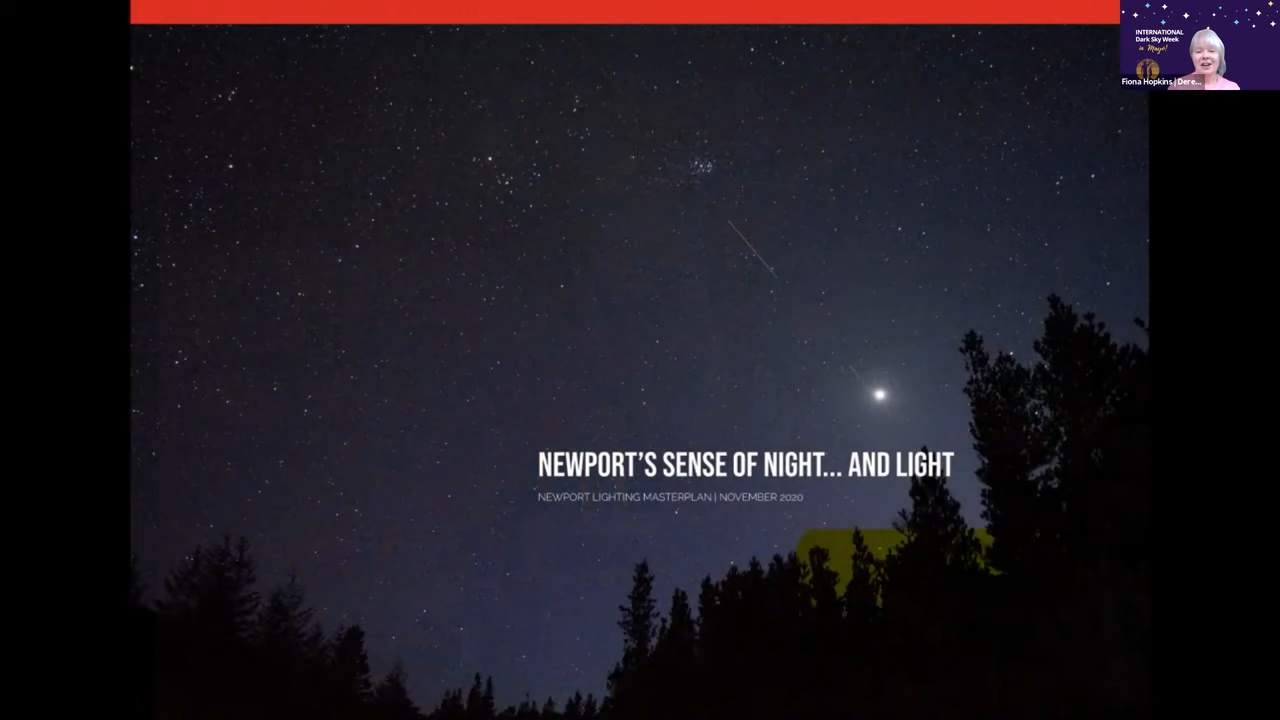 NEWPORT'S SENSE OF NIGHT... AND LIGHT
NEWPORT LIGHTING MASTERPLAN | NOVEMBER 2020
INTERNATIONAL
Dark Sky Week
in Mayo!
Fiona Hopkins | Dere...